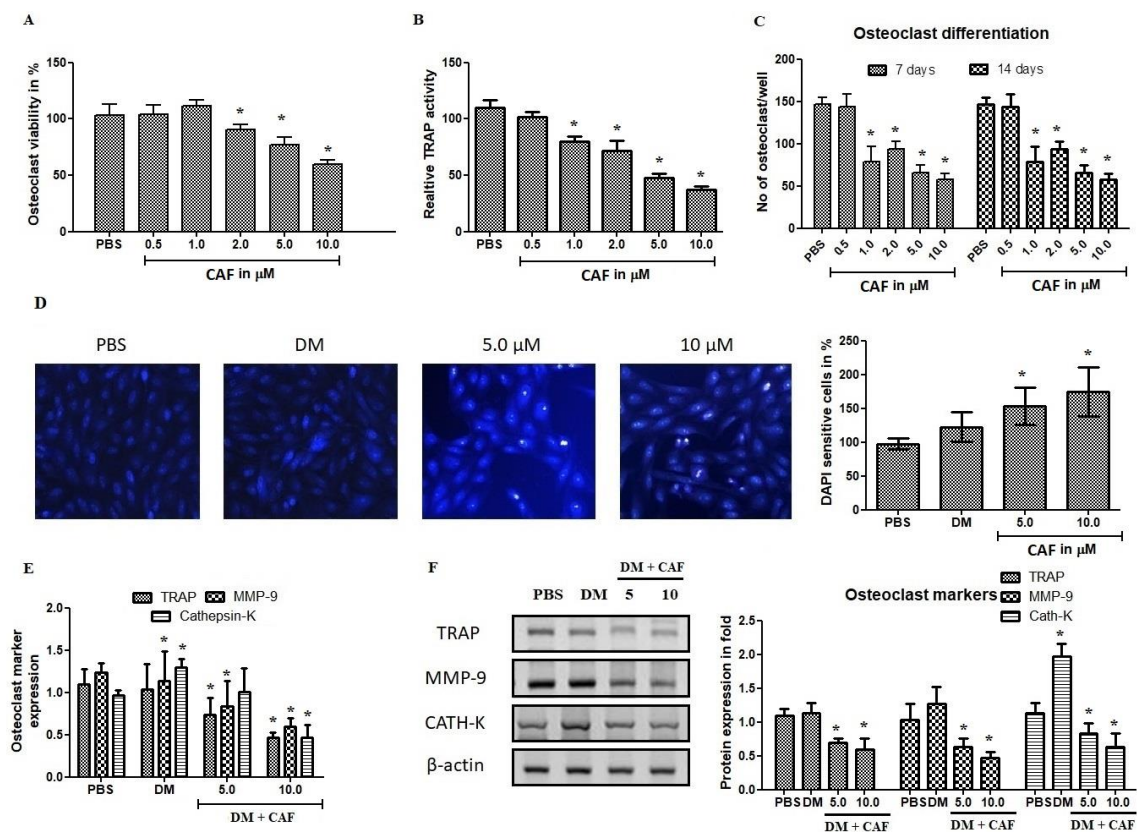 A
Osteoclast viability in %
150
100
50
0
*
*
*
PBS
0.5
1.0
2.0
5.0
10.0
CAF in μM
B
Realtive TRAP activity
150
100
50
0
*
*
*
*
PBS
0.5
1.0
2.0
5.0
10.0
CAF in μM
C
Osteoclast differentiation
7 days
14 days
No of osteoclast/well
200
150
100
50
0
* * * *
* * * *
PBS
0.5
1.0
2.0
5.0
10.0
PBS
0.5
1.0
2.0
5.0
10.0
CAF in μM
CAF in μM
D
PBS
DM
5.0 μM
10 μM
DAPI sensitive cells in %
250
200
150
100
50
0
*
*
PBS
DM
5.0
10.0
CAF in μM
E
TRAP
MMP-9
Cathepsin-K
Osteoclast marker
expression
2.0
1.5
1.0
0.5
0.0
* *
* *
* * *
PBS
DM
5.0
10.0
DM + CAF
F
DM + CAF
PBS DM 5 10
TRAP
MMP-9
CATH-K
β-actin
Osteoclast markers
TRAP
MMP-9
Cath-K
Protein expression in fold
2.5
2.0
1.5
1.0
0.5
0.0
* *
* *
* * *
PBS DM 5.0 10.0
PBS DM 5.0 10.0
PBS DM 5.0 10.0
DM + CAF
DM + CAF
DM + CAF